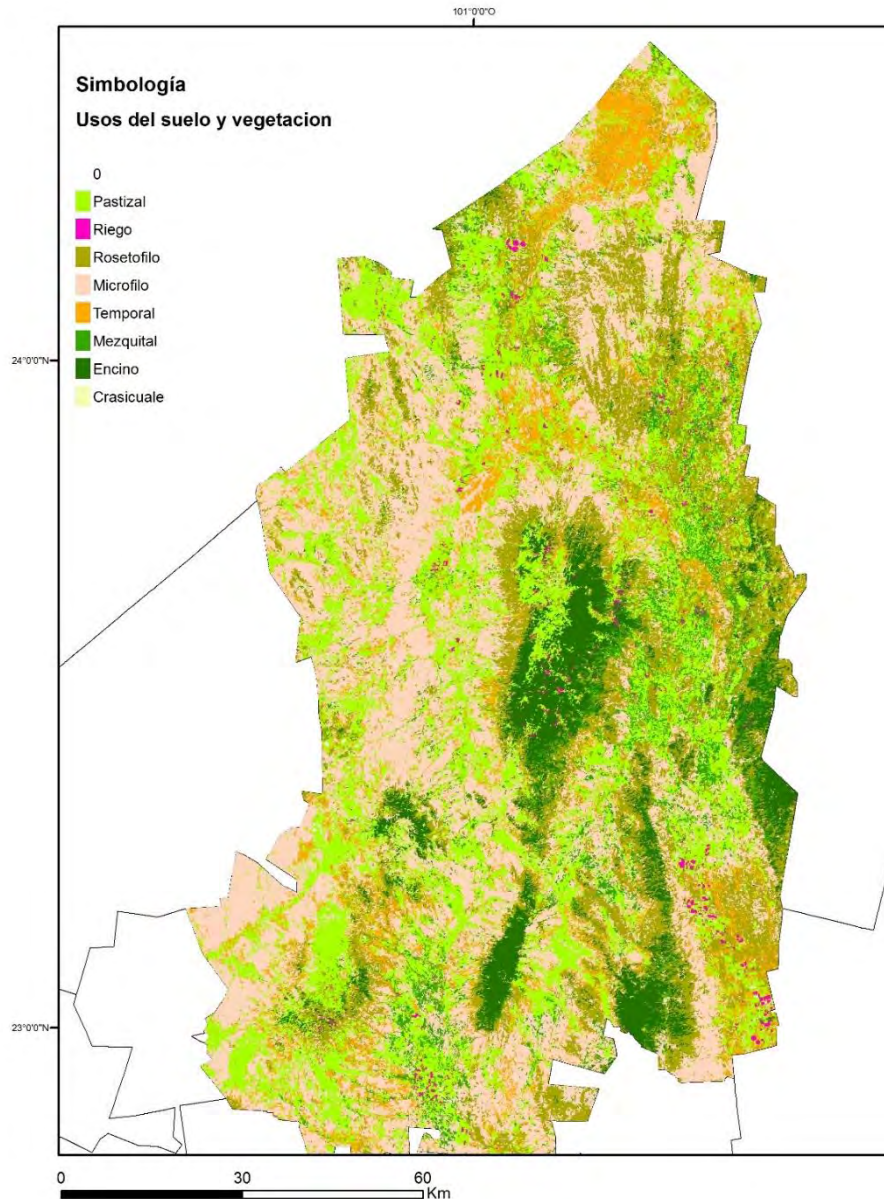 101°0'0"O
Simbología
Usos del suelo y vegetacion
0
Pastizal
Riego
Rosetofilo
Microfilo
Temporal
Mezquital
Encino
Crasicuale
24°0'0"N
23°0'0"N
0 30 60
Km